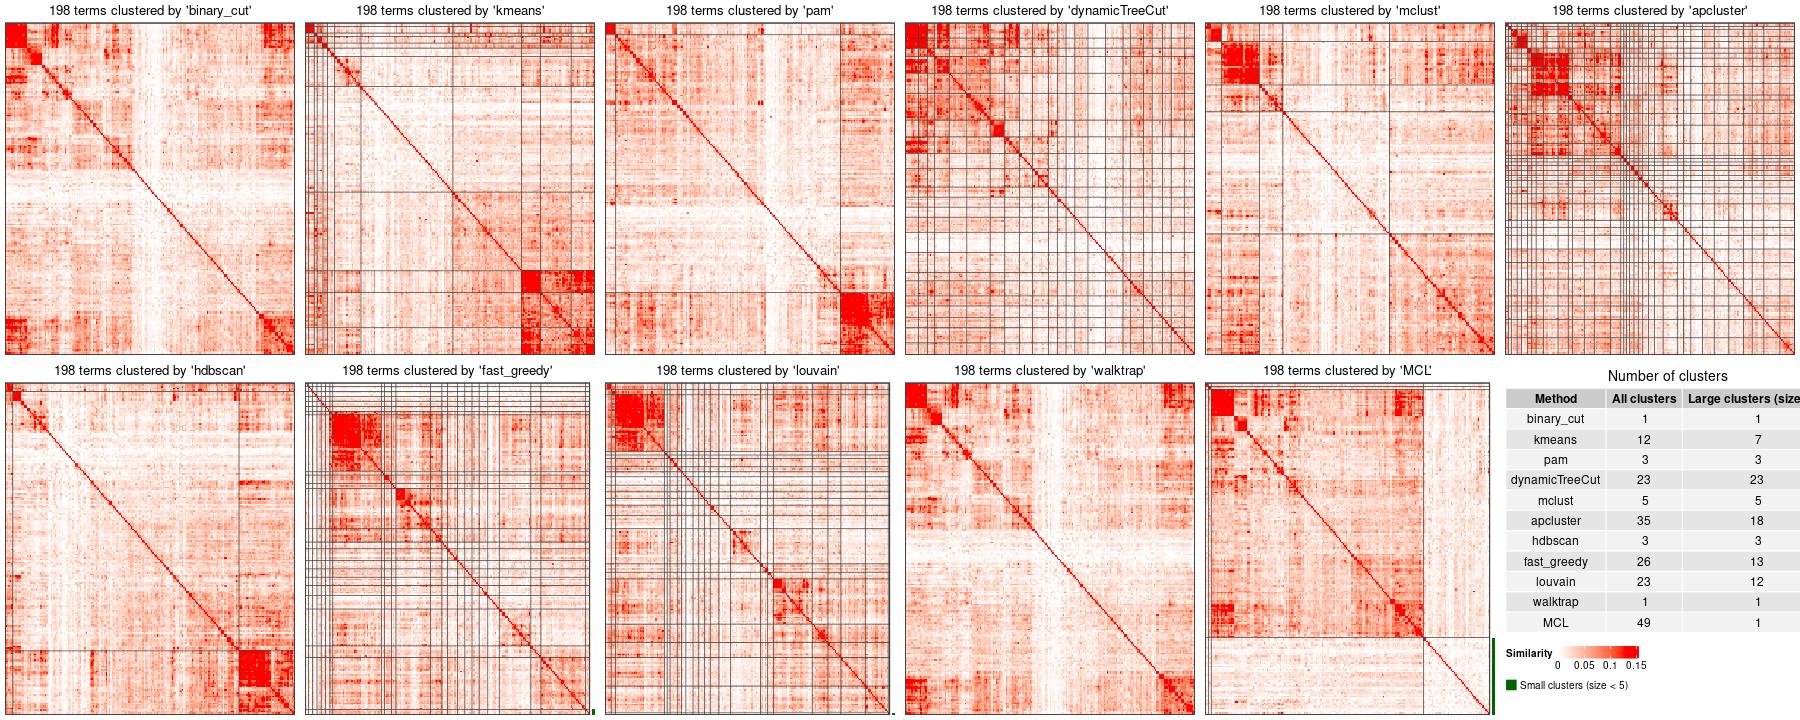 198 terms clustered by 'binary_cut'
198 terms clustered by 'kmeans'
198 terms clustered by 'pam'
198 terms clustered by 'dynamicTreeCut'
198 terms clustered by 'mclust'
198 terms clustered by 'apcluster'
198 terms clustered by 'hdbscan'
198 terms clustered by 'fast_greedy'
198 terms clustered by 'louvain'
198 terms clustered by 'walktrap'
198 terms clustered by 'MCL'
Number of clusters
Method All clusters Large clusters (size
binary_cut 1 1
kmeans 12 7
pam 3 3
dynamicTreeCut 23 23
mclust 5 5
apcluster 35 18
hdbscan 3 3
fast_greedy 26 13
louvain 23 12
walktrap 1 1
MCL 49 1
Similarity
0 0.05 0.1 0.15
Small clusters (size < 5)